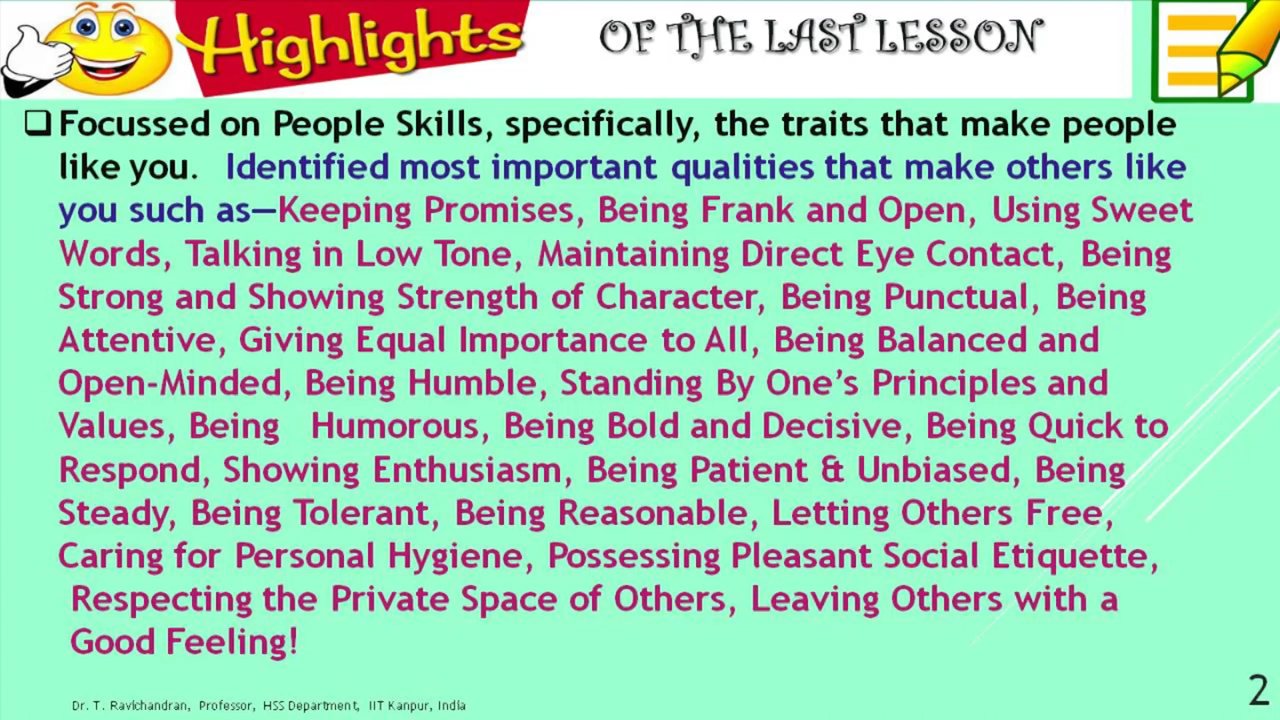 Highlights OF THE LAST LESSON
❑ Focussed on People Skills, specifically, the traits that make people
like you. Identified most important qualities that make others like
you such as—Keeping Promises, Being Frank and Open, Using Sweet
Words, Talking in Low Tone, Maintaining Direct Eye Contact, Being
Strong and Showing Strength of Character, Being Punctual, Being
Attentive, Giving Equal Importance to All, Being Balanced and
Open-Minded, Being Humble, Standing By One’s Principles and
Values, Being Humorous, Being Bold and Decisive, Being Quick to
Respond, Showing Enthusiasm, Being Patient & Unbiased, Being
Steady, Being Tolerant, Being Reasonable, Letting Others Free,
Caring for Personal Hygiene, Possessing Pleasant Social Etiquette,
Respecting the Private Space of Others, Leaving Others with a
Good Feeling!
Dr. T. Ravichandran, Professor, HSS Department, IIT Kanpur, India
2